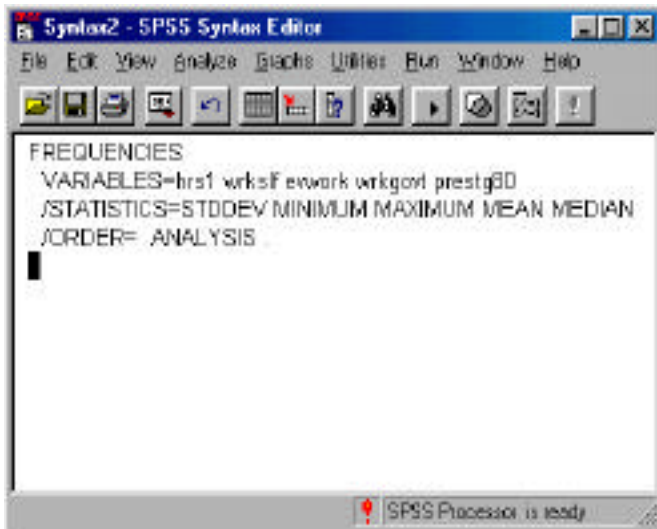 Syntax2 - SPSS Syntax Editor
File Edit View Analyze Graphs Utilities Run Window Help
FREQUENCIES
VARIABLES=hrs1 wrkslf evwork wrkgovt prestg80
/STATISTICS=STDDEV MINIMUM MAXIMUM MEAN MEDIAN
/ORDER= ANALYSIS .
SPSS Processor is ready